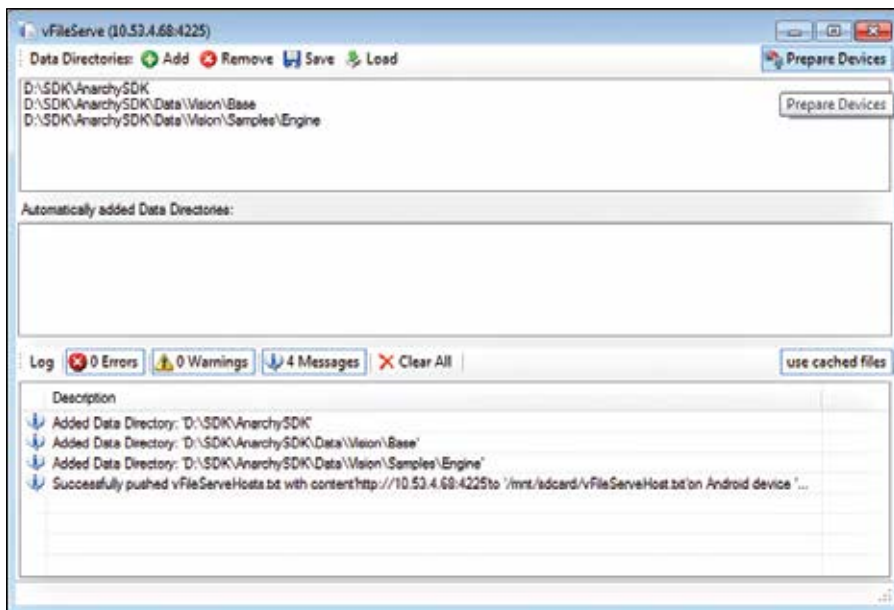 vFileServe (10.53.4.68:4225)
Data Directories: Add Remove Save Load Prepare Devices
D:\SDK\AnarchySDK
D:\SDK\AnarchySDK\Data\Vision\Base
D:\SDK\AnarchySDK\Data\Vision\Samples\Engine
Prepare Devices
Automatically added Data Directories:
Log 0 Errors 0 Warnings 4 Messages Clear All use cached files
Description
Added Data Directory: 'D:\SDK\AnarchySDK'
Added Data Directory: 'D:\SDK\AnarchySDK\Data\Vision\Base'
Added Data Directory: 'D:\SDK\AnarchySDK\Data\Vision\Samples\Engine'
Successfully pushed vFileServeHosts.txt with content'http://10.53.4.68:4225'to '/mnt/sdcard/vFileServeHost.txt'on Android device '...